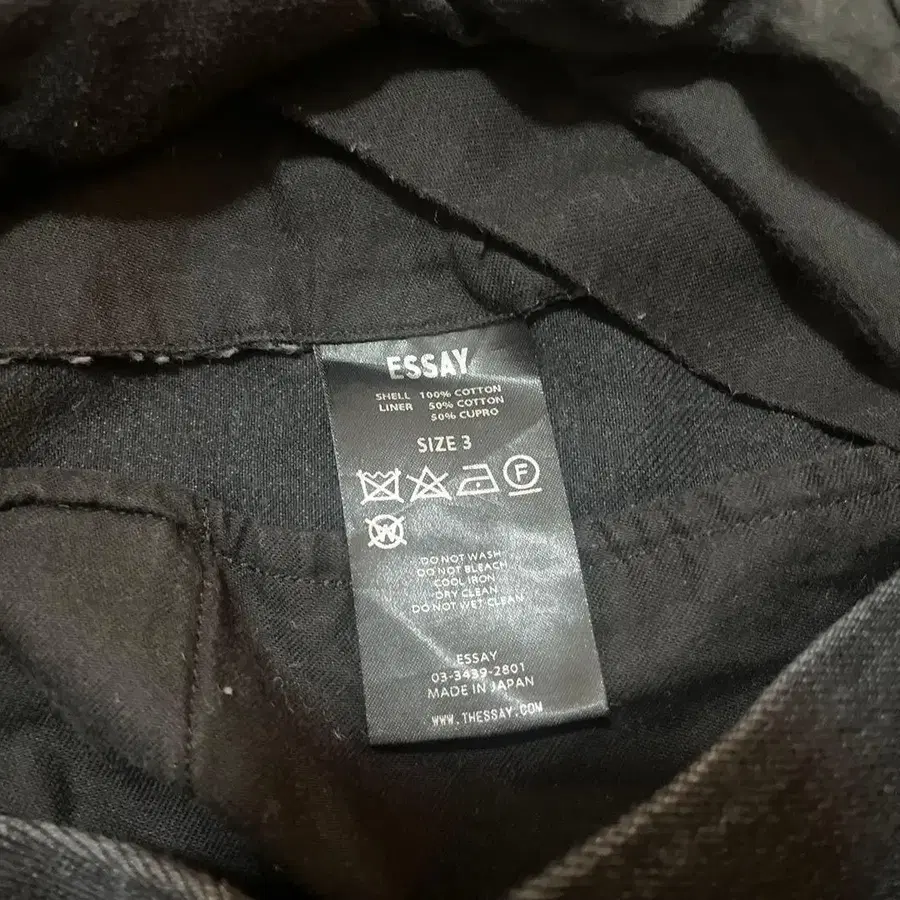 ESSAY
SHELL 100% COTTON
LINER 50% COTTON
50% CUPRO
SIZE 3
F
W
DO NOT WASH
DO NOT BLEACH
COOL IRON
DRY CLEAN
DO NOT WET CLEAN
ESSAY
03-3439-2801
MADE IN JAPAN
WWW.THESSAY.COM